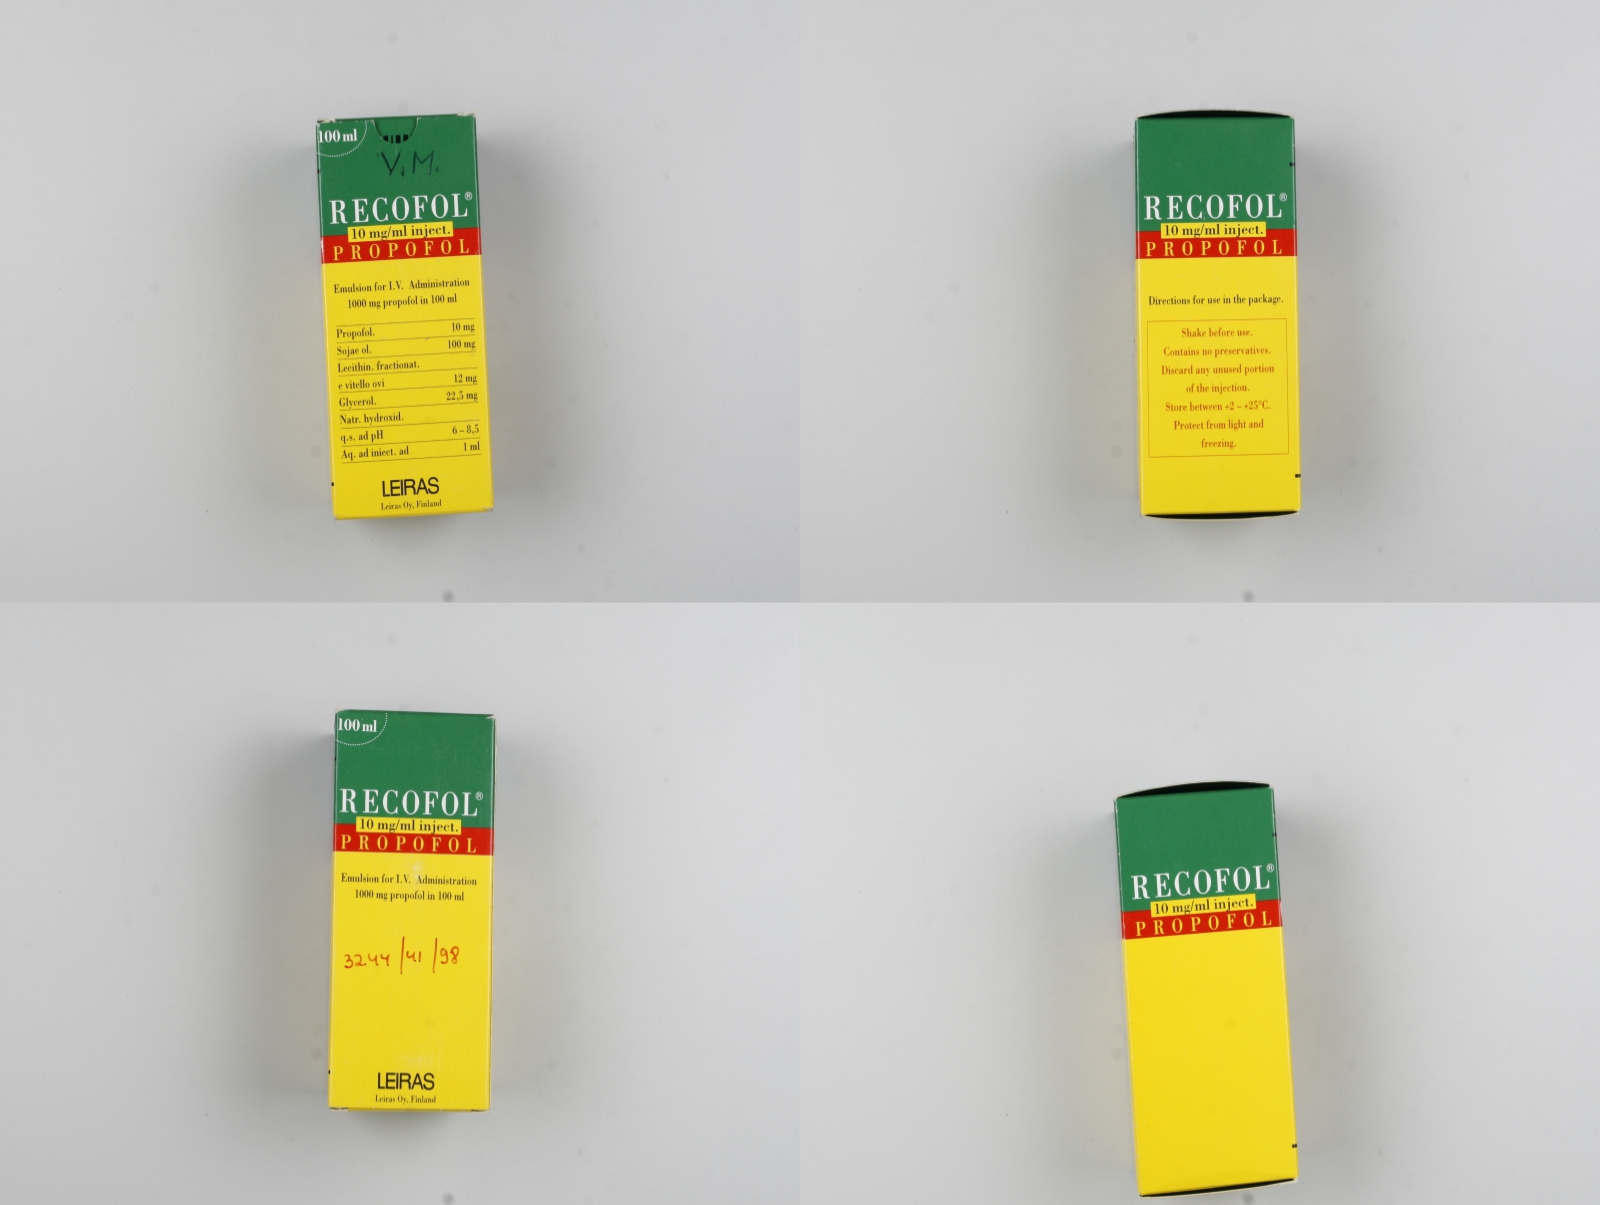 100 ml
V. M.
RECOFOL®
10 mg/ml inject.
PROPOFOL
Emulsion for I.V. Administration
1000 mg propofol in 100 ml
Propofol. 10 mg
Sojae ol. 100 mg
Lecithin. fractionat.
e vitello ovi 12 mg
Glycerol. 22,5 mg
Natr. hydroxid.
q.s. ad pH 6 – 8,5
Aq. ad iniect. ad 1 ml
LEIRAS
Leiras Oy, Finland
RECOFOL®
10 mg/ml inject.
PROPOFOL
Directions for use in the package.
Shake before use.
Contains no preservatives.
Discard any unused portion
of the injection.
Store between +2 – +25°C.
Protect from light and
freezing.
100 ml
RECOFOL®
10 mg/ml inject.
PROPOFOL
Emulsion for I.V. Administration
1000 mg propofol in 100 ml
3244/41/98
LEIRAS
Leiras Oy, Finland
RECOFOL®
10 mg/ml inject.
PROPOFOL